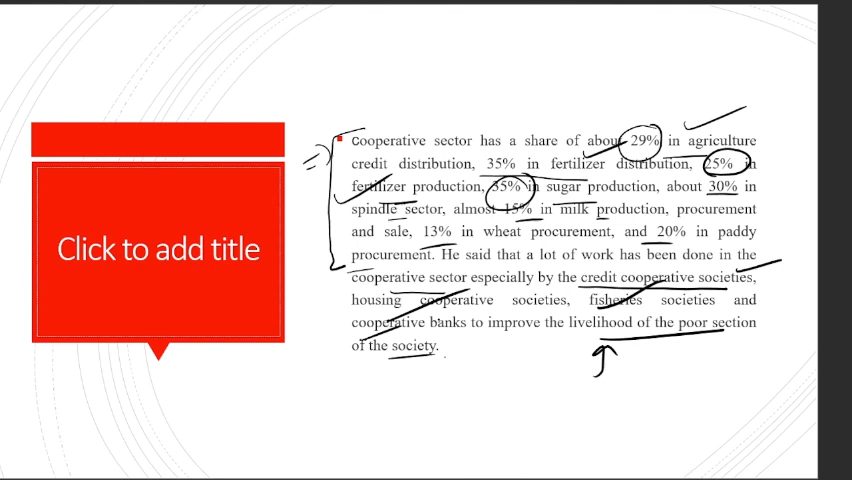 Click to add title
Cooperative sector has a share of about 29% in agriculture
credit distribution, 35% in fertilizer distribution, 25% in
fertilizer production, 35% in sugar production, about 30% in
spindle sector, almost 15% in milk production, procurement
and sale, 13% in wheat procurement, and 20% in paddy
procurement. He said that a lot of work has been done in the
cooperative sector especially by the credit cooperative societies,
housing cooperative societies, fisheries societies and
cooperative banks to improve the livelihood of the poor section
of the society.